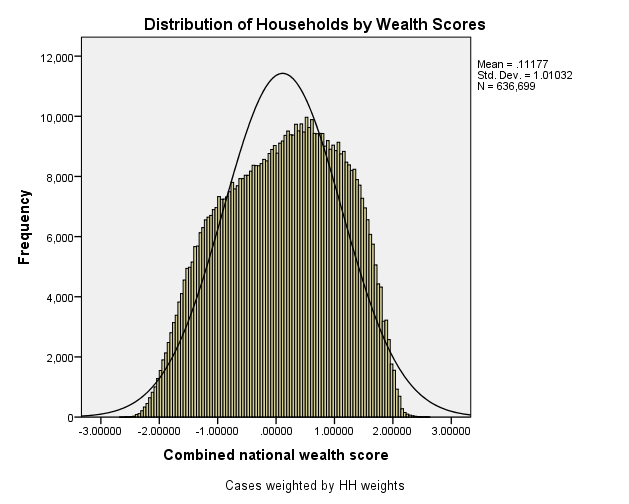 Distribution of Households by Wealth Scores
Mean = .11177
Std. Dev. = 1.01032
N = 636,699
12,000
10,000
8,000
6,000
4,000
2,000
0
Frequency
-3.00000 -2.00000 -1.00000 .00000 1.00000 2.00000 3.00000
Combined national wealth score
Cases weighted by HH weights